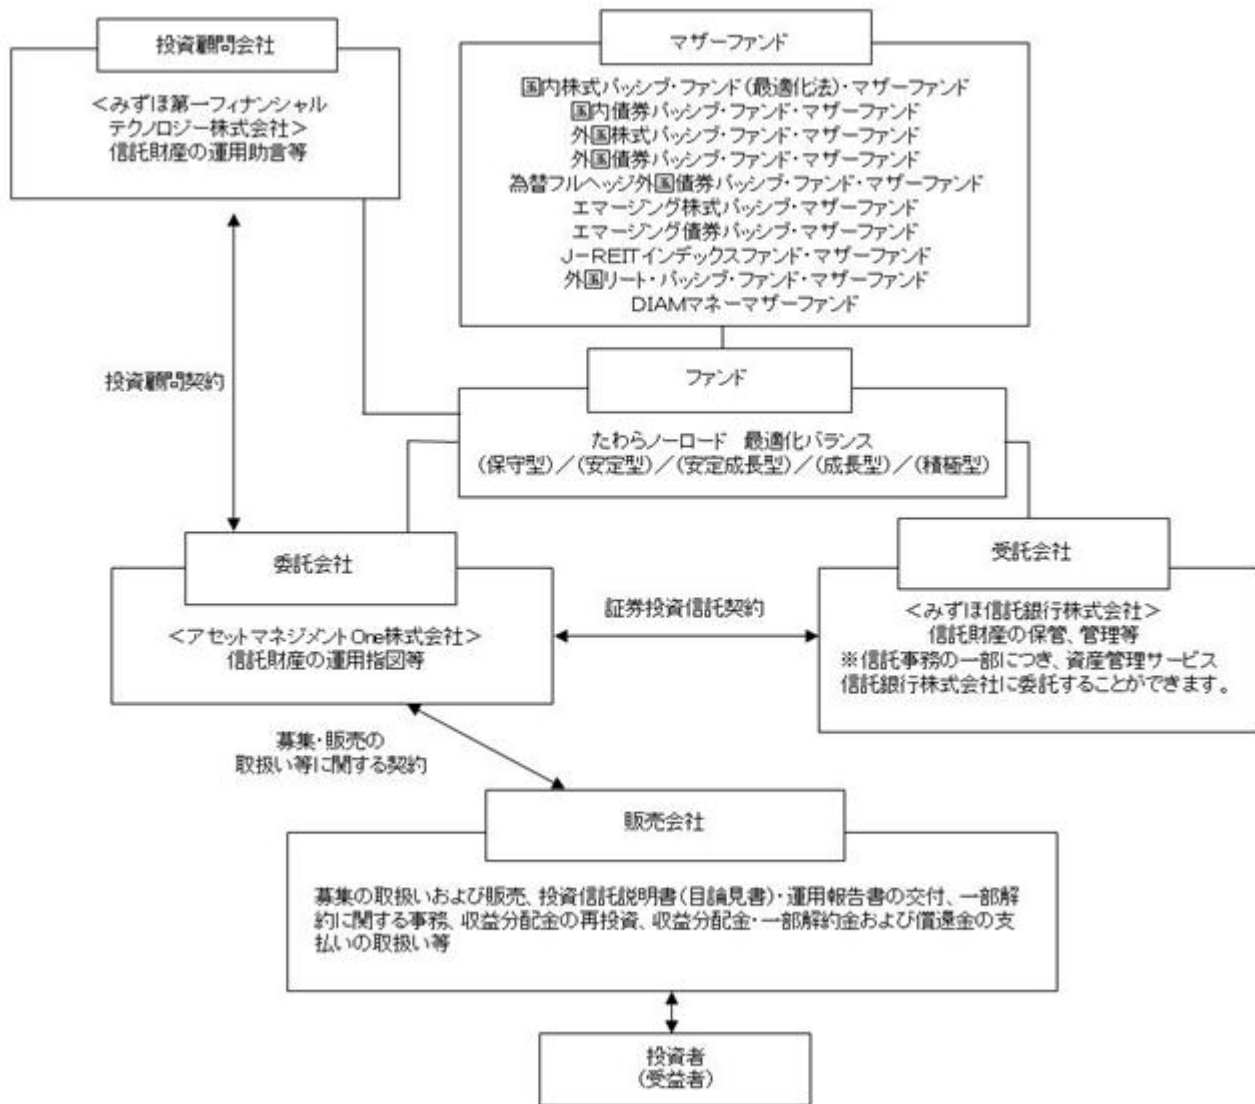 投資顧問会社
<みずほ第一フィナンシャル
テクノロジー株式会社>
信託財産の運用助言等
マザーファンド
国内株式パッシブ・ファンド(最適化法)・マザーファンド
国内債券パッシブ・ファンド・マザーファンド
外国株式パッシブ・ファンド・マザーファンド
外国債券パッシブ・ファンド・マザーファンド
為替フルヘッジ外国債券パッシブ・ファンド・マザーファンド
エマージング株式パッシブ・マザーファンド
エマージング債券パッシブ・マザーファンド
J-REITインデックスファンド・マザーファンド
外国リート・パッシブ・ファンド・マザーファンド
DIAMマネーマザーファンド
投資顧問契約
ファンド
たわらノーロード 最適化バランス
(保守型)/(安定型)/(安定成長型)/(成長型)/(積極型)
委託会社
<アセットマネジメントOne株式会社>
信託財産の運用指図等
証券投資信託契約
受託会社
<みずほ信託銀行株式会社>
信託財産の保管、管理等
※信託事務の一部につき、資産管理サービス
信託銀行株式会社に委託することができます。
募集・販売の
取扱い等に関する契約
販売会社
募集の取扱いおよび販売、投資信託説明書(目論見書)・運用報告書の交付、一部解
約に関する事務、収益分配金の再投資、収益分配金・一部解約金および償還金の支
払いの取扱い等
投資者
(受益者)